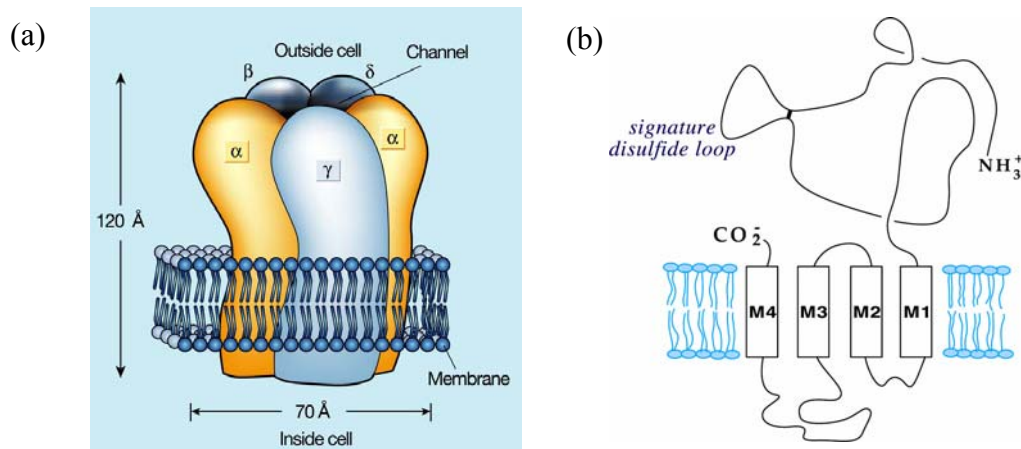 (a)
Outside cell
Channel
β
δ
α
γ
α
120 Å
Membrane
70 Å
Inside cell
(b)
signature
disulfide loop
NH₃⁺
CO₂⁻
M4
M3
M2
M1